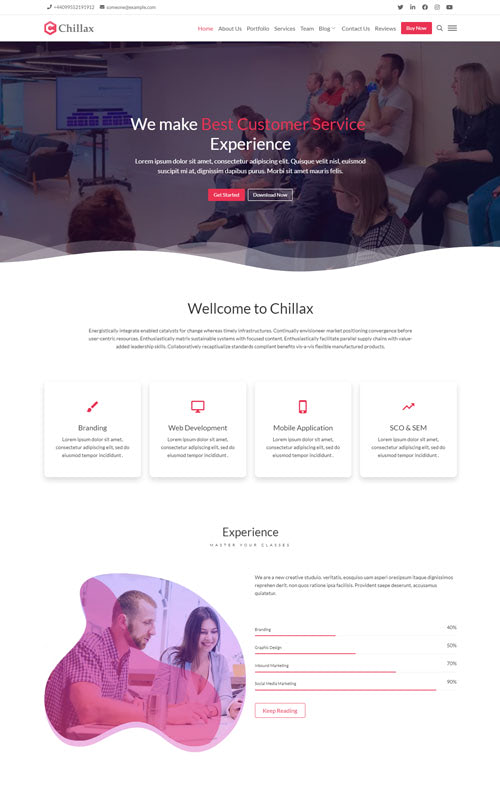 +44099552191912 someone@example.com
Chillax
Home About Us Portfolio Services Team Blog Contact Us Reviews Buy Now
We make Best Customer Service
Experience
Lorem ipsum dolor sit amet, consectetur adipiscing elit. Quisque velit nisl, euismod
suscipit mi at, dignissim dapibus purus. Morbi sit amet mauris felis.
Get Started Download Now
Wellcome to Chillax
Energistically integrate enabled catalysts for change whereas timely infrastructures. Continually envisioneer market positioning convergence before
user-centric resources. Enthusiastically matrix sustainable systems with focused content. Enthusiastically facilitate parallel supply chains with value-
added leadership skills. Collaboratively recaptiualize standards compliant benefits vis-a-vis flexible manufactured products.
Branding
Lorem ipsum dolor sit amet,
consectetur adipiscing elit, sed do
eiusmod tempor incididunt .
Web Development
Lorem ipsum dolor sit amet,
consectetur adipiscing elit, sed do
eiusmod tempor incididunt .
Mobile Application
Lorem ipsum dolor sit amet,
consectetur adipiscing elit, sed do
eiusmod tempor incididunt .
SCO & SEM
Lorem ipsum dolor sit amet,
consectetur adipiscing elit, sed do
eiusmod tempor incididunt .
Experience
MASTER YOUR CLASSES
We are a new creative studuio. veritatis, eosquiso uam asperi oresipsum itaque dignissimos
reprehen derit, non quos ratione ipsa facilisis. Provident saepe deserunt, accusamus
quiatetur.
Branding 40%
Graphic Design 50%
Inbound Marketing 70%
Social Media Marketing 90%
Keep Reading